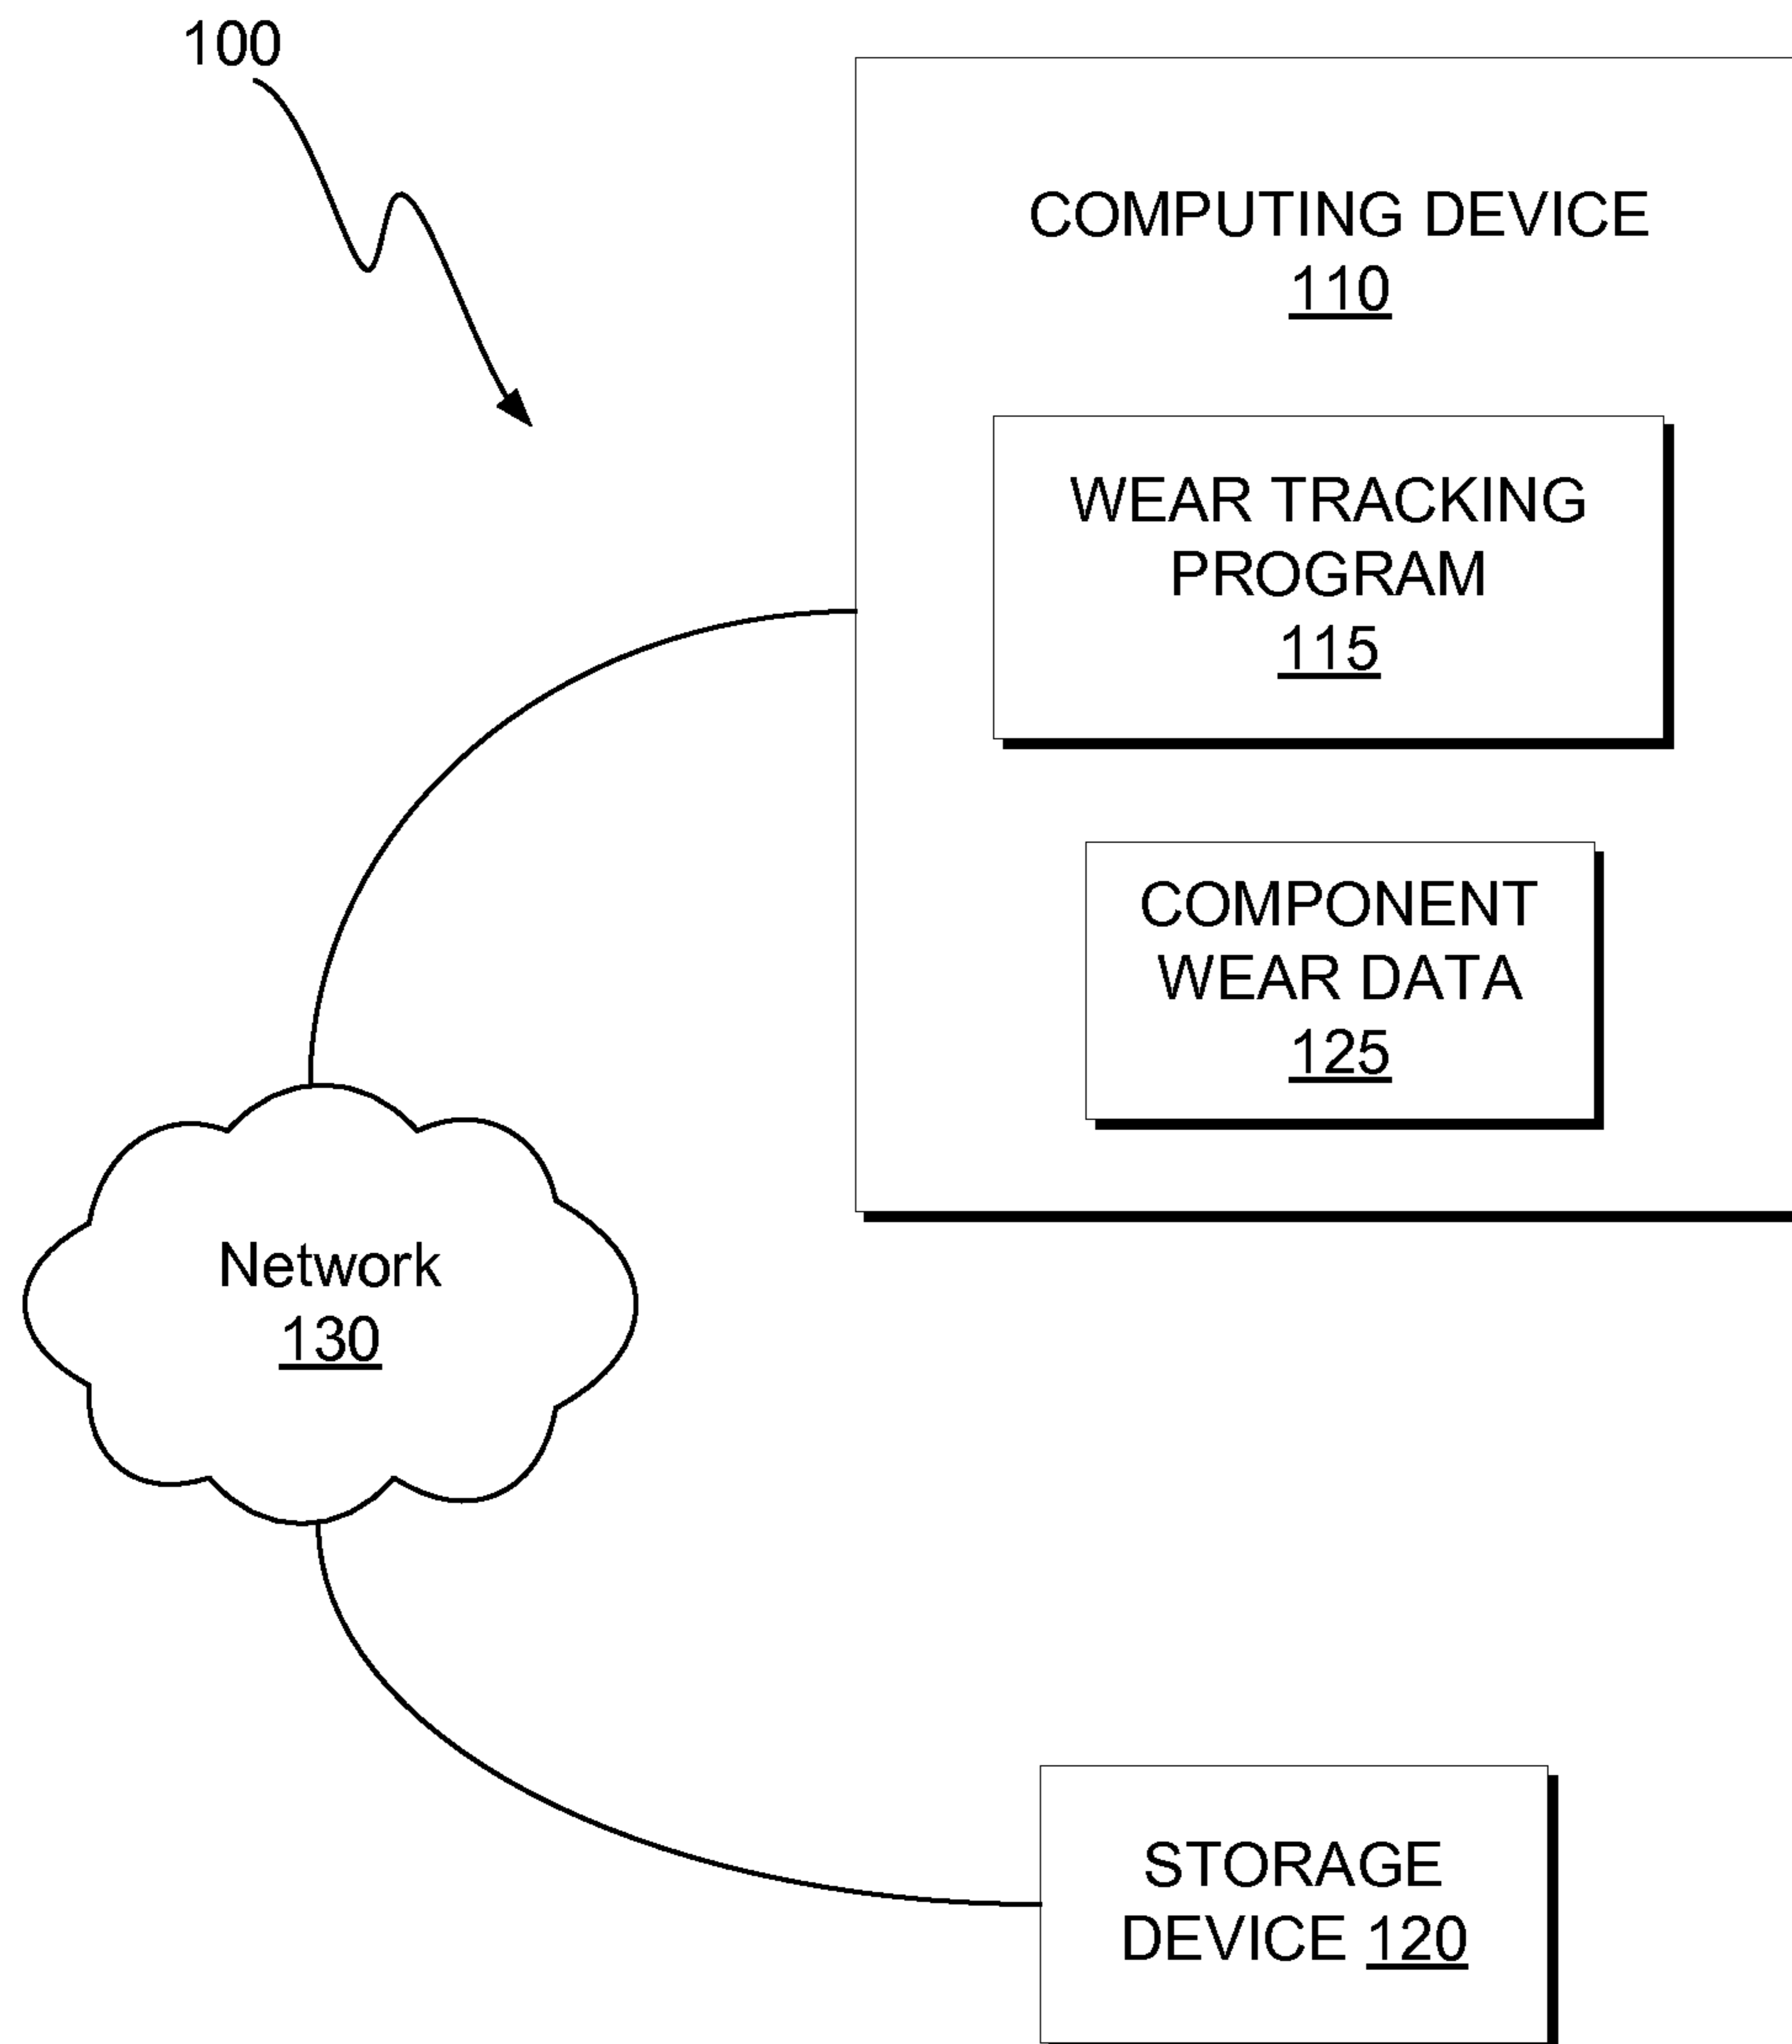 100
COMPUTING DEVICE
110
WEAR TRACKING
PROGRAM
115
COMPONENT
WEAR DATA
125
Network
130
STORAGE
DEVICE 120